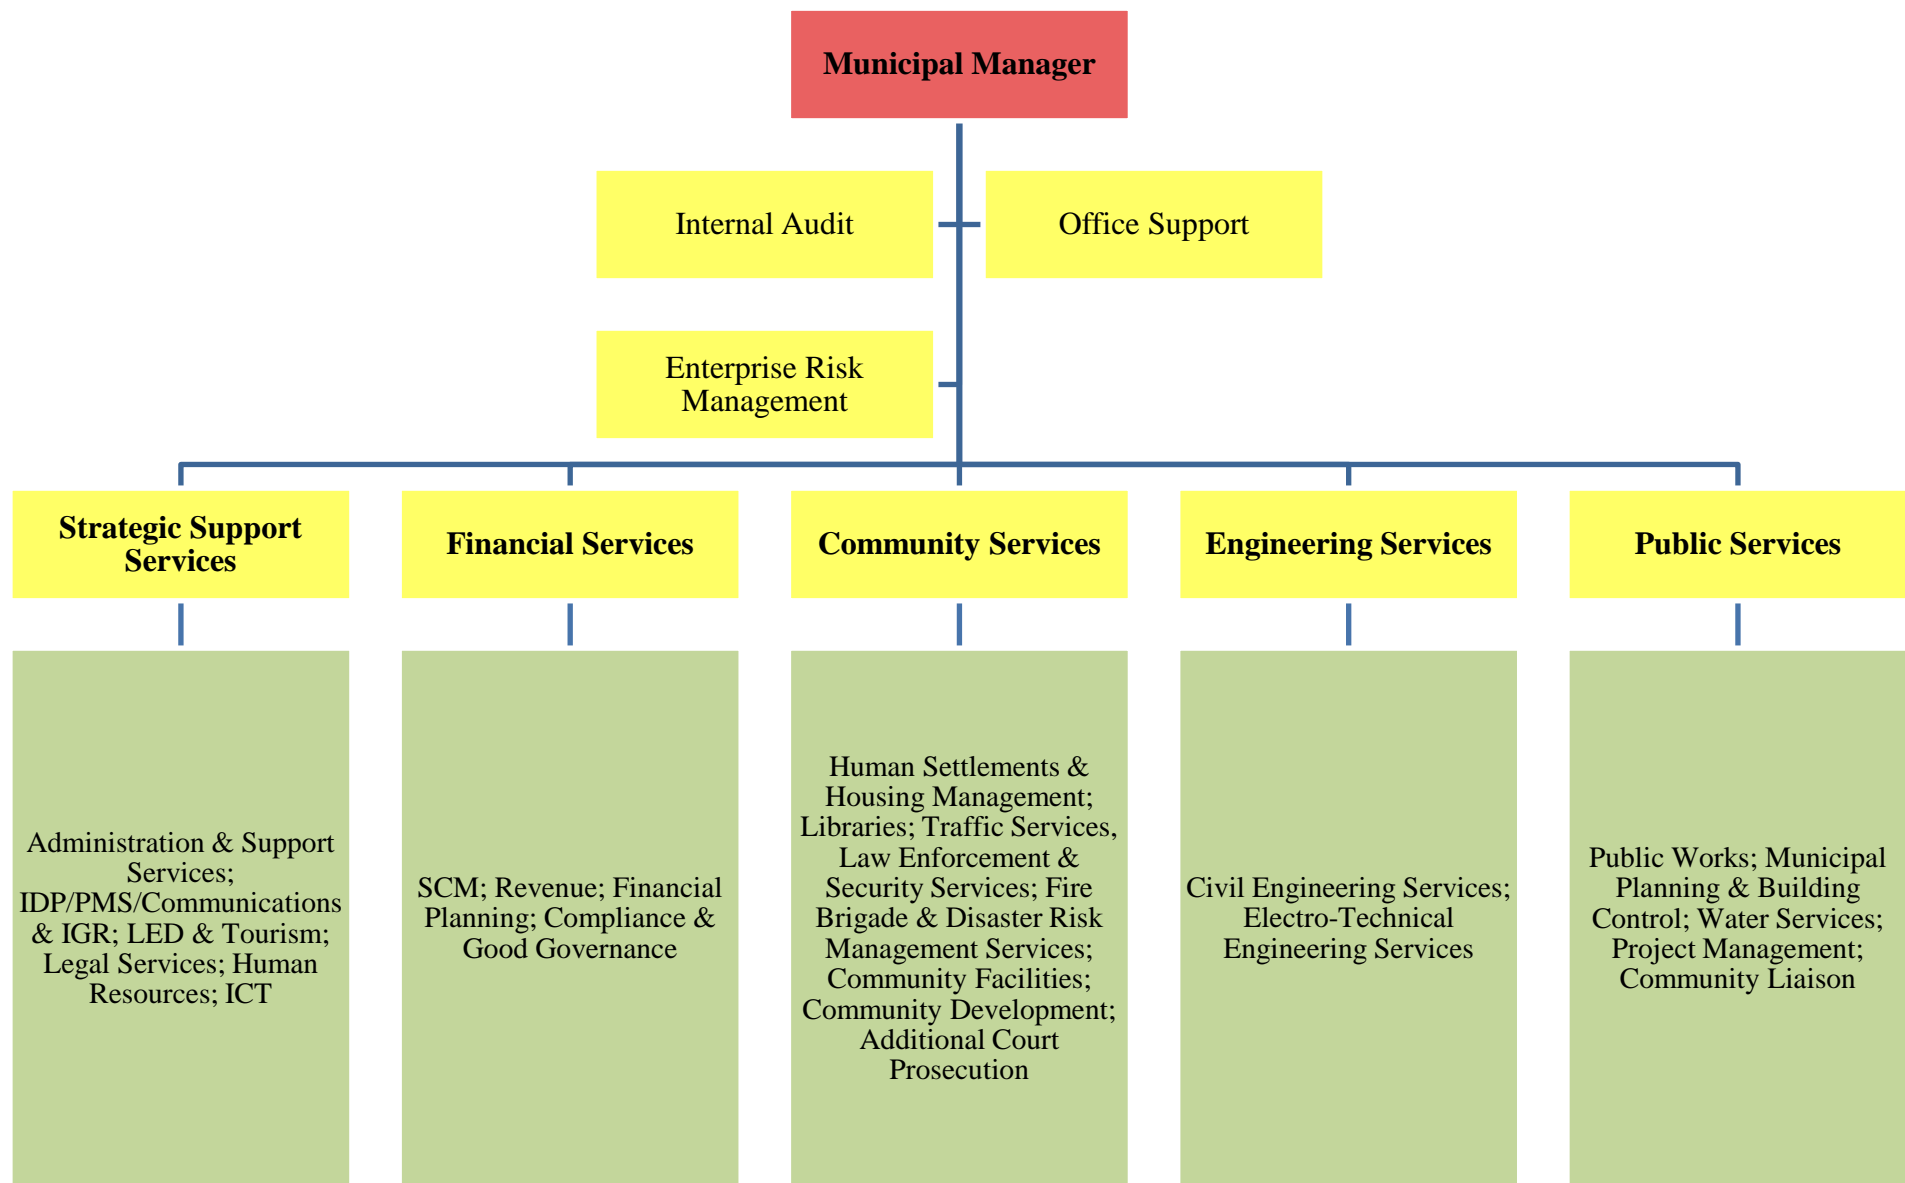 Municipal Manager
Internal Audit
Office Support
Enterprise Risk
Management
Strategic Support
Services
Financial Services
Community Services
Engineering Services
Public Services
Administration & Support
Services;
IDP/PMS/Communications
& IGR; LED & Tourism;
Legal Services; Human
Resources; ICT
SCM; Revenue; Financial
Planning; Compliance &
Good Governance
Human Settlements &
Housing Management;
Libraries; Traffic Services,
Law Enforcement &
Security Services; Fire
Brigade & Disaster Risk
Management Services;
Community Facilities;
Community Development;
Additional Court
Prosecution
Civil Engineering Services;
Electro-Technical
Engineering Services
Public Works; Municipal
Planning & Building
Control; Water Services;
Project Management;
Community Liaison